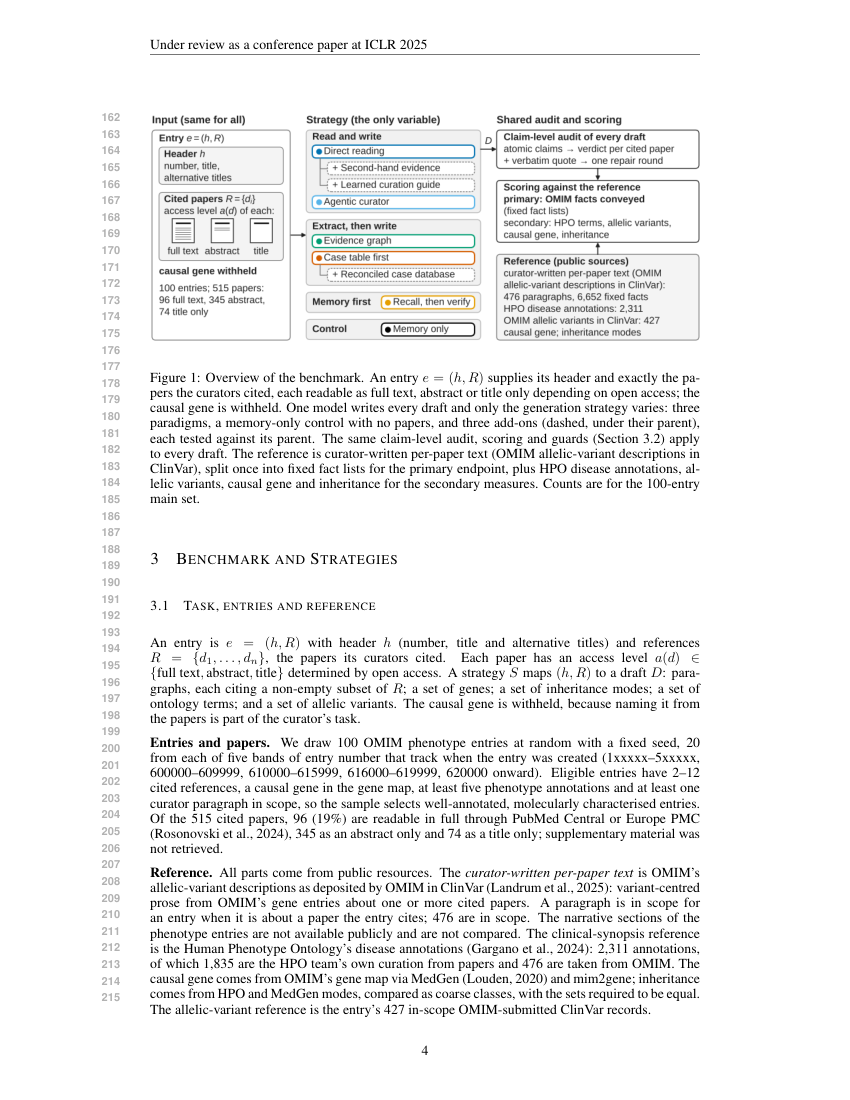 Under review as a conference paper at ICLR 2025
162
163
164
165
166
167
168
169
170
171
172
173
174
175
176
177
178
179
180
181
182
183
184
185
186
187
188
189
190
191
192
193
194
195
196
197
198
199
200
201
202
203
204
205
206
207
208
209
210
211
212
213
214
215
Input (same for all)
Entry e = (h, R)
Header h
number, title,
alternative titles
Cited papers R = {dᵢ}
access level a(d) of each:
full text abstract title
causal gene withheld
100 entries; 515 papers:
96 full text, 345 abstract,
74 title only
Strategy (the only variable)
Read and write
Direct reading
+ Second-hand evidence
+ Learned curation guide
Agentic curator
Extract, then write
Evidence graph
Case table first
+ Reconciled case database
Memory first
Recall, then verify
Control
Memory only
D
Shared audit and scoring
Claim-level audit of every draft
atomic claims → verdict per cited paper
+ verbatim quote → one repair round
Scoring against the reference
primary: OMIM facts conveyed
(fixed fact lists)
secondary: HPO terms, allelic variants,
causal gene, inheritance
Reference (public sources)
curator-written per-paper text (OMIM
allelic-variant descriptions in ClinVar):
476 paragraphs, 6,652 fixed facts
HPO disease annotations: 2,311
OMIM allelic variants in ClinVar: 427
causal gene; inheritance modes
Figure 1: Overview of the benchmark. An entry e = (h, R) supplies its header and exactly the pa-
pers the curators cited, each readable as full text, abstract or title only depending on open access; the
causal gene is withheld. One model writes every draft and only the generation strategy varies: three
paradigms, a memory-only control with no papers, and three add-ons (dashed, under their parent),
each tested against its parent. The same claim-level audit, scoring and guards (Section 3.2) apply
to every draft. The reference is curator-written per-paper text (OMIM allelic-variant descriptions in
ClinVar), split once into fixed fact lists for the primary endpoint, plus HPO disease annotations, al-
lelic variants, causal gene and inheritance for the secondary measures. Counts are for the 100-entry
main set.
3 BENCHMARK AND STRATEGIES
3.1 TASK, ENTRIES AND REFERENCE
An entry is e = (h, R) with header h (number, title and alternative titles) and references
R = {d₁, . . . , dₙ}, the papers its curators cited. Each paper has an access level a(d) ∈
{full text, abstract, title} determined by open access. A strategy S maps (h, R) to a draft D: para-
graphs, each citing a non-empty subset of R; a set of genes; a set of inheritance modes; a set of
ontology terms; and a set of allelic variants. The causal gene is withheld, because naming it from
the papers is part of the curator's task.
Entries and papers. We draw 100 OMIM phenotype entries at random with a fixed seed, 20
from each of five bands of entry number that track when the entry was created (1xxxxx–5xxxxx,
600000–609999, 610000–615999, 616000–619999, 620000 onward). Eligible entries have 2–12
cited references, a causal gene in the gene map, at least five phenotype annotations and at least one
curator paragraph in scope, so the sample selects well-annotated, molecularly characterised entries.
Of the 515 cited papers, 96 (19%) are readable in full through PubMed Central or Europe PMC
(Rosonovski et al., 2024), 345 as an abstract only and 74 as a title only; supplementary material was
not retrieved.
Reference. All parts come from public resources. The curator-written per-paper text is OMIM's
allelic-variant descriptions as deposited by OMIM in ClinVar (Landrum et al., 2025): variant-centred
prose from OMIM's gene entries about one or more cited papers. A paragraph is in scope for
an entry when it is about a paper the entry cites; 476 are in scope. The narrative sections of the
phenotype entries are not available publicly and are not compared. The clinical-synopsis reference
is the Human Phenotype Ontology's disease annotations (Gargano et al., 2024): 2,311 annotations,
of which 1,835 are the HPO team's own curation from papers and 476 are taken from OMIM. The
causal gene comes from OMIM's gene map via MedGen (Louden, 2020) and mim2gene; inheritance
comes from HPO and MedGen modes, compared as coarse classes, with the sets required to be equal.
The allelic-variant reference is the entry's 427 in-scope OMIM-submitted ClinVar records.
4